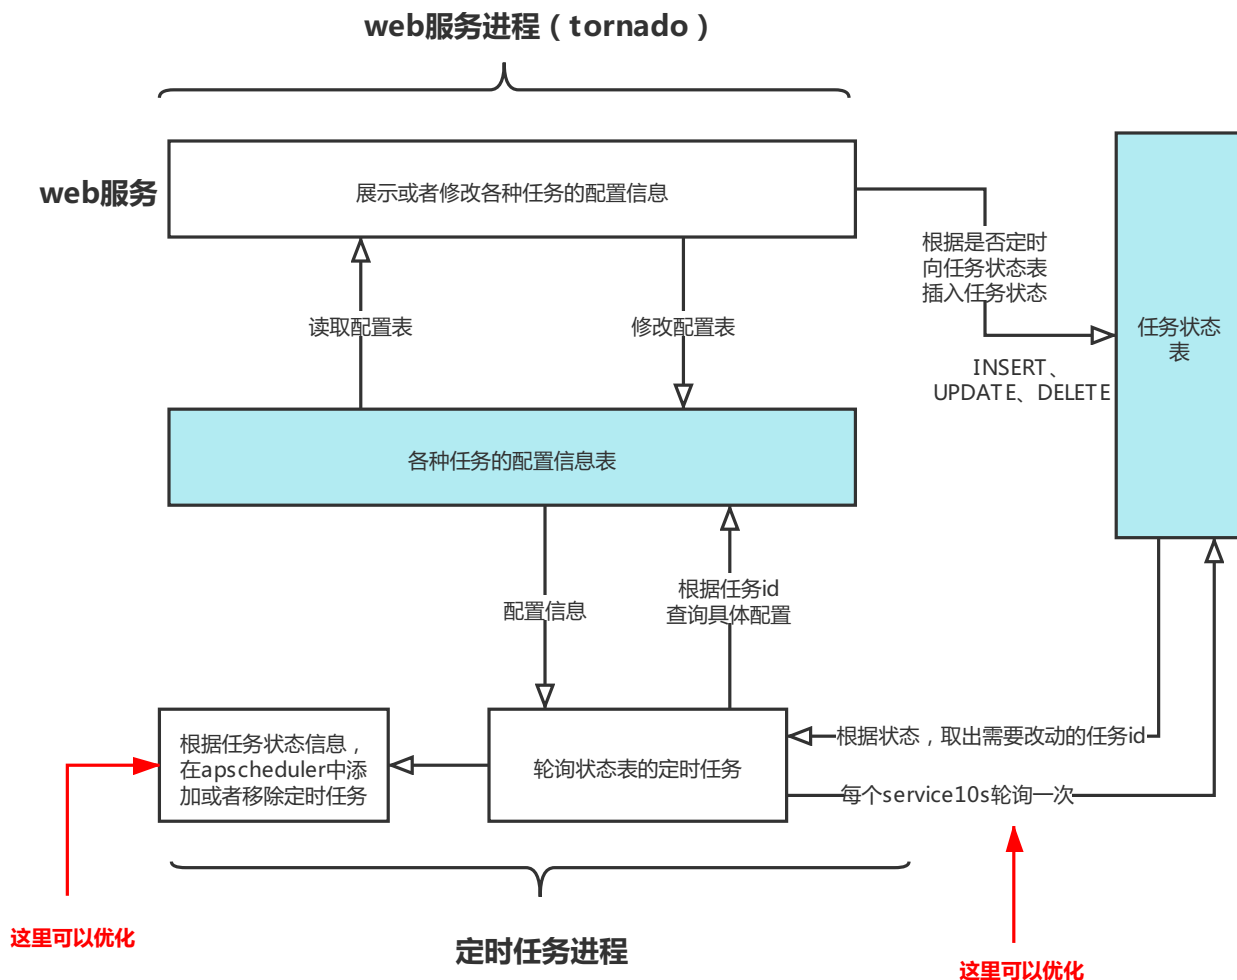 web服务进程（tornado）
web服务
展示或者修改各种任务的配置信息
根据是否定时
向任务状态表
插入任务状态
读取配置表
修改配置表
任务状态
表
INSERT、
UPDATE、DELETE
各种任务的配置信息表
配置信息
根据任务id
查询具体配置
根据任务状态信息，
在apscheduler中添
加或者移除定时任务
轮询状态表的定时任务
根据状态，取出需要改动的任务id
每个service10s轮询一次
这里可以优化
定时任务进程
这里可以优化